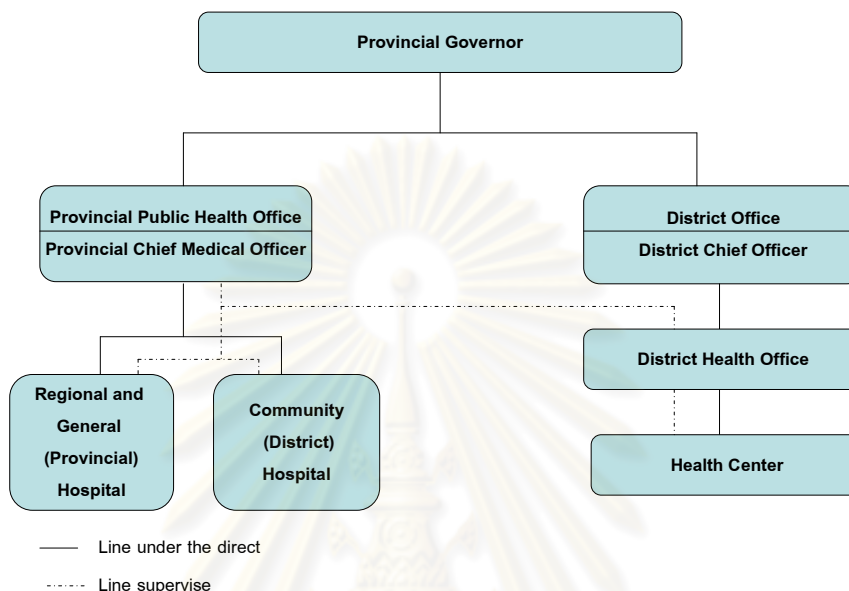 Provincial Governor
Provincial Public Health Office
Provincial Chief Medical Officer
District Office
District Chief Officer
District Health Office
Regional and
General
(Provincial)
Hospital
Community
(District)
Hospital
Health Center
Line under the direct
Line supervise